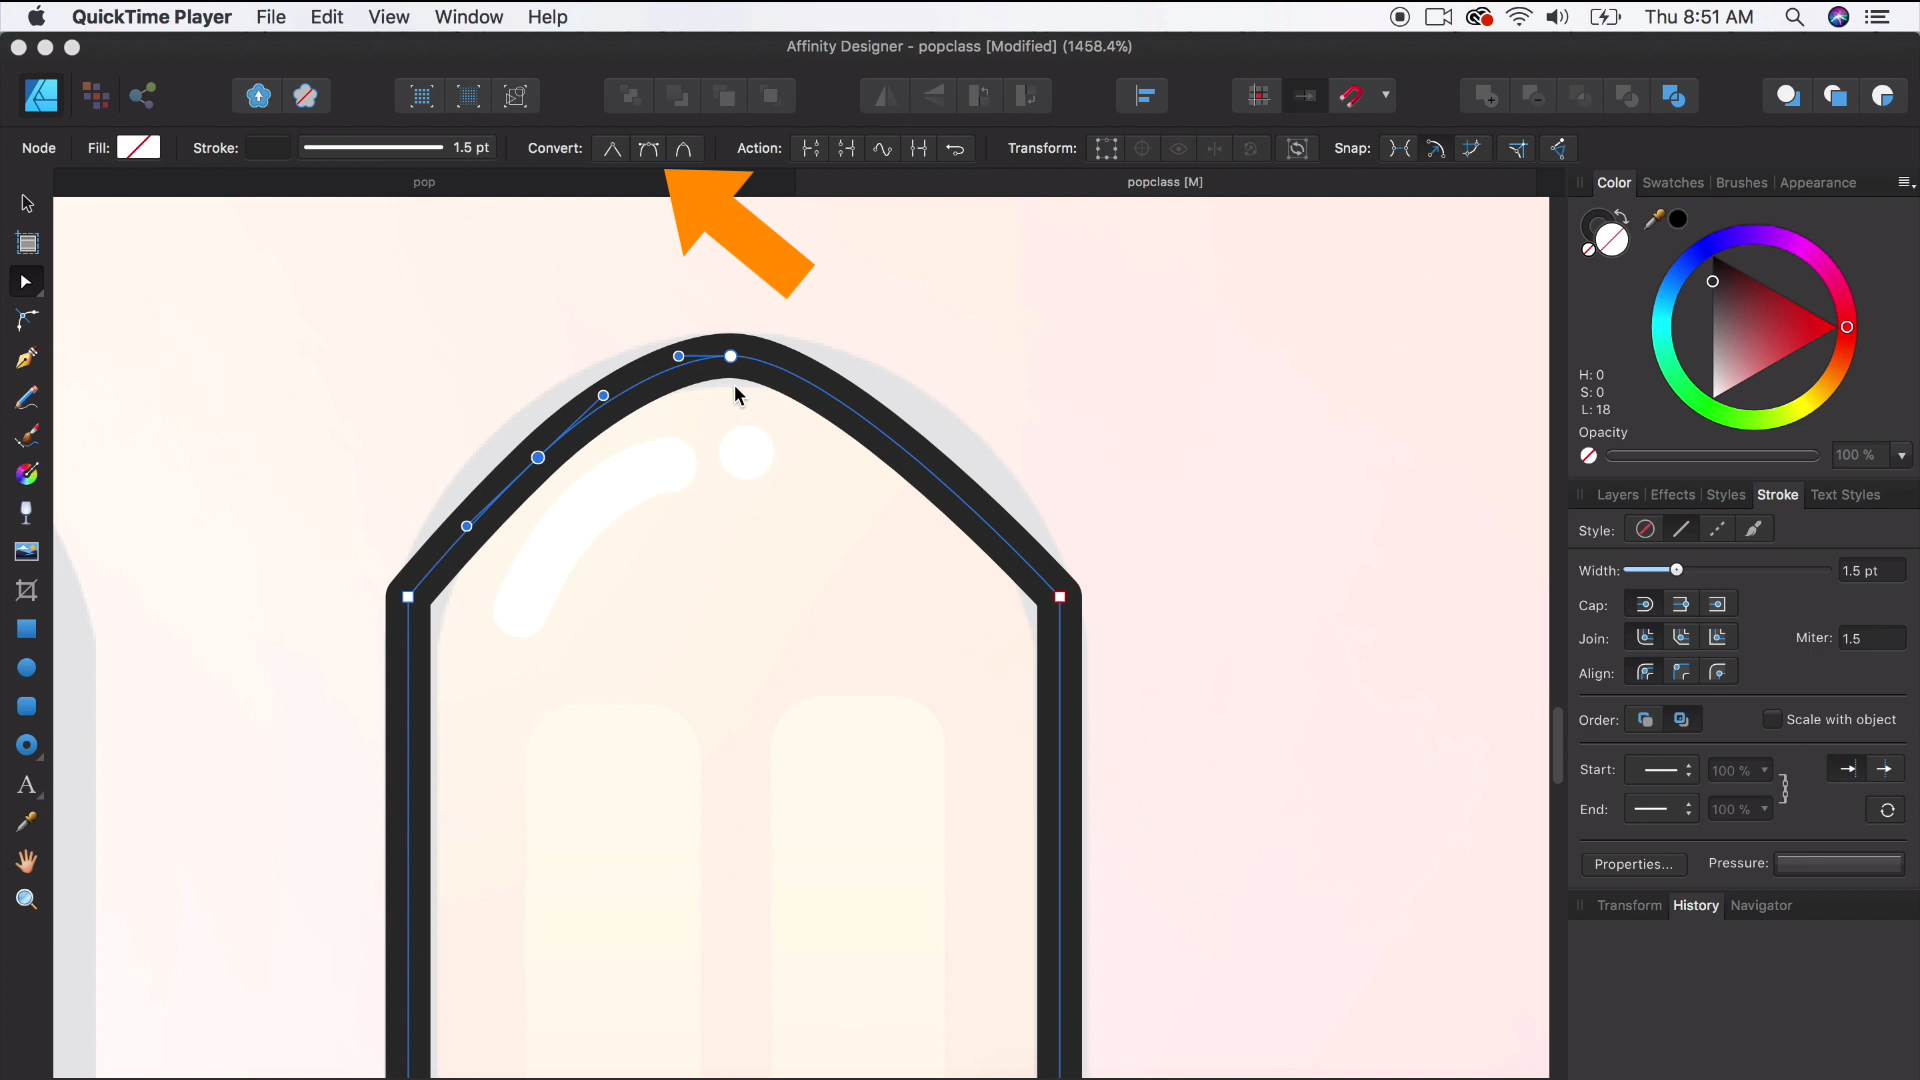 QuickTime Player File Edit View Window Help Thu 8:51 AM
Affinity Designer - popclass [Modified] (1458.4%)
Node Fill: Stroke: 1.5 pt Convert: Action: Transform: Snap:
pop popclass [M]
Color Swatches Brushes Appearance
H: 0
S: 0
L: 18
Opacity
100 %
Layers Effects Styles Stroke Text Styles
Style:
Width: 1.5 pt
Cap:
Join: Miter: 1.5
Align:
Order: Scale with object
Start: 100 %
End: 100 %
Properties... Pressure:
Transform History Navigator
A